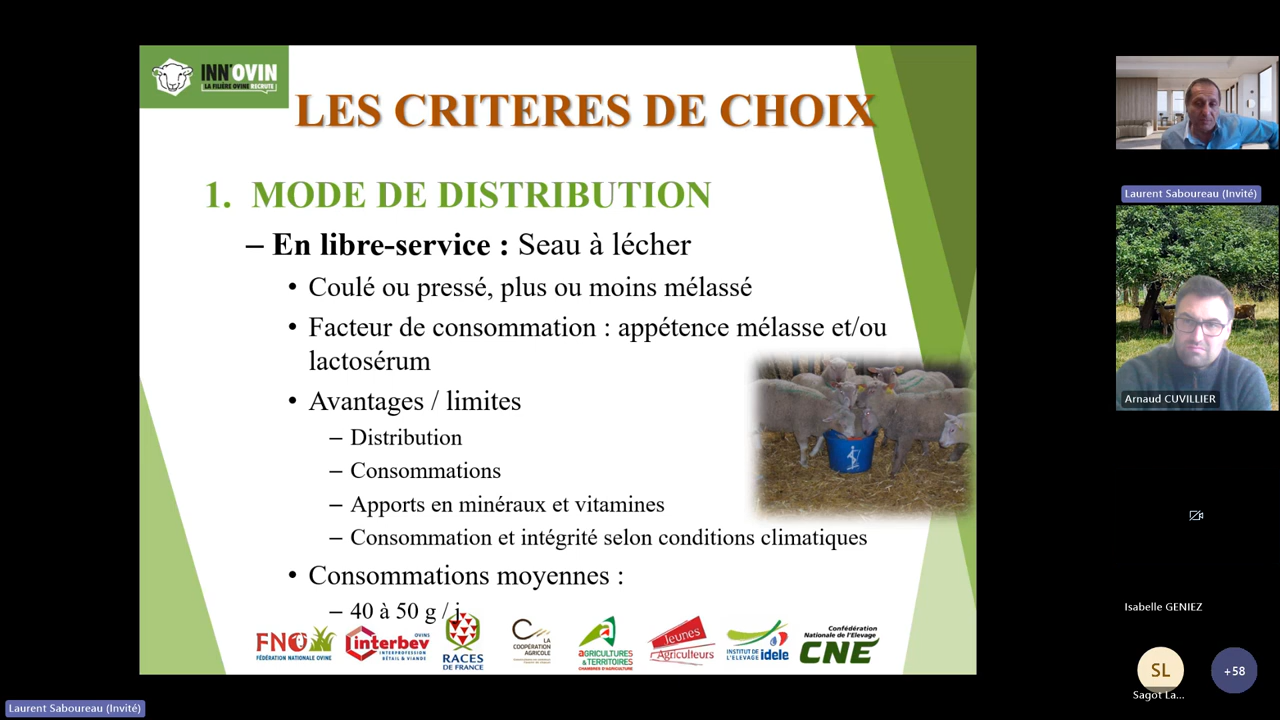 INN'OVIN
LA FILIÈRE OVINE RECRUTE !
LES CRITERES DE CHOIX
1. MODE DE DISTRIBUTION
– En libre-service : Seau à lécher
• Coulé ou pressé, plus ou moins mélassé
• Facteur de consommation : appétence mélasse et/ou
lactosérum
• Avantages / limites
– Distribution
– Consommations
– Apports en minéraux et vitamines
– Consommation et intégrité selon conditions climatiques
• Consommations moyennes :
– 40 à 50 g / j
FNO
FÉDÉRATION NATIONALE OVINE
interbev
OVINS
INTERPROFESSION
BÉTAIL & VIANDE
RACES
DE FRANCE
LA
COOPÉRATION
AGRICOLE
AGRICULTURES
& TERRITOIRES
CHAMBRES D'AGRICULTURE
Jeunes
Agriculteurs
INSTITUT DE
L'ELEVAGE idele
Confédération
Nationale de l'Elevage
CNE
Laurent Saboureau (Invité)
Arnaud CUVILLIER
Isabelle GENIEZ
SL
Sagot La...
+58
Laurent Saboureau (Invité)